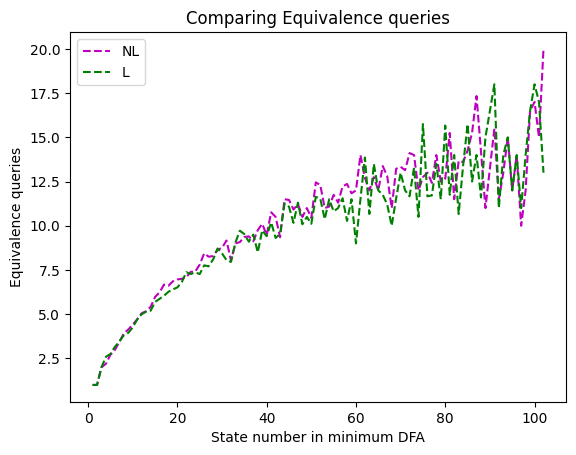 Comparing Equivalence queries
NL
L
Equivalence queries
20.0
17.5
15.0
12.5
10.0
7.5
5.0
2.5
0 20 40 60 80 100
State number in minimum DFA